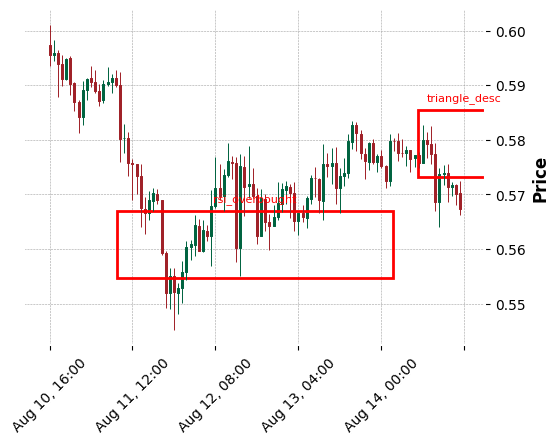 0.60
0.59
triangle_desc
0.58
Price
0.57
rsi_overbought
0.56
0.55
Aug 10, 16:00
Aug 11, 12:00
Aug 12, 08:00
Aug 13, 04:00
Aug 14, 00:00